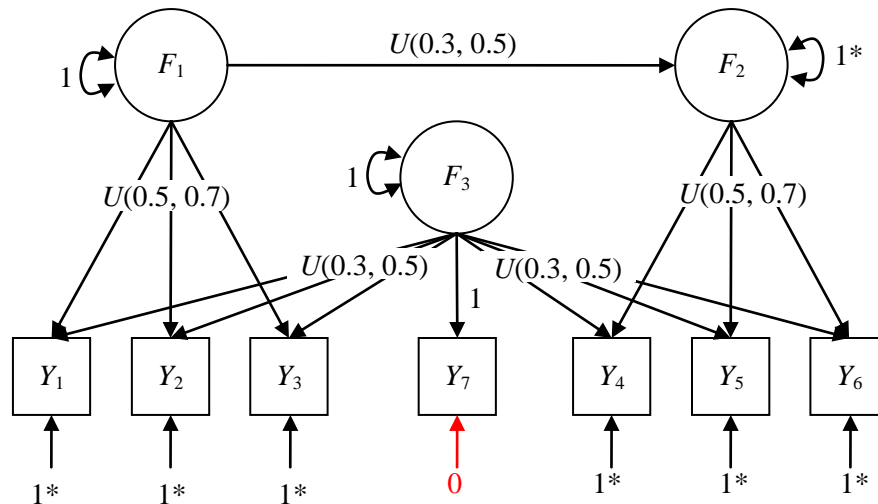 U(0.3, 0.5)
1 F₁ F₂ 1*
1 F₃
U(0.5, 0.7) U(0.5, 0.7)
U(0.3, 0.5) U(0.3, 0.5)
1
Y₁ Y₂ Y₃ Y₇ Y₄ Y₅ Y₆
1* 1* 1* 0 1* 1* 1*